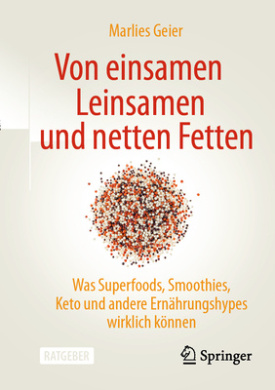 Marlies Geier
Von einsamen
Leinsamen
und netten Fetten
Was Superfoods, Smoothies,
Keto und andere Ernährungshypes
wirklich können
RATGEBER
Springer